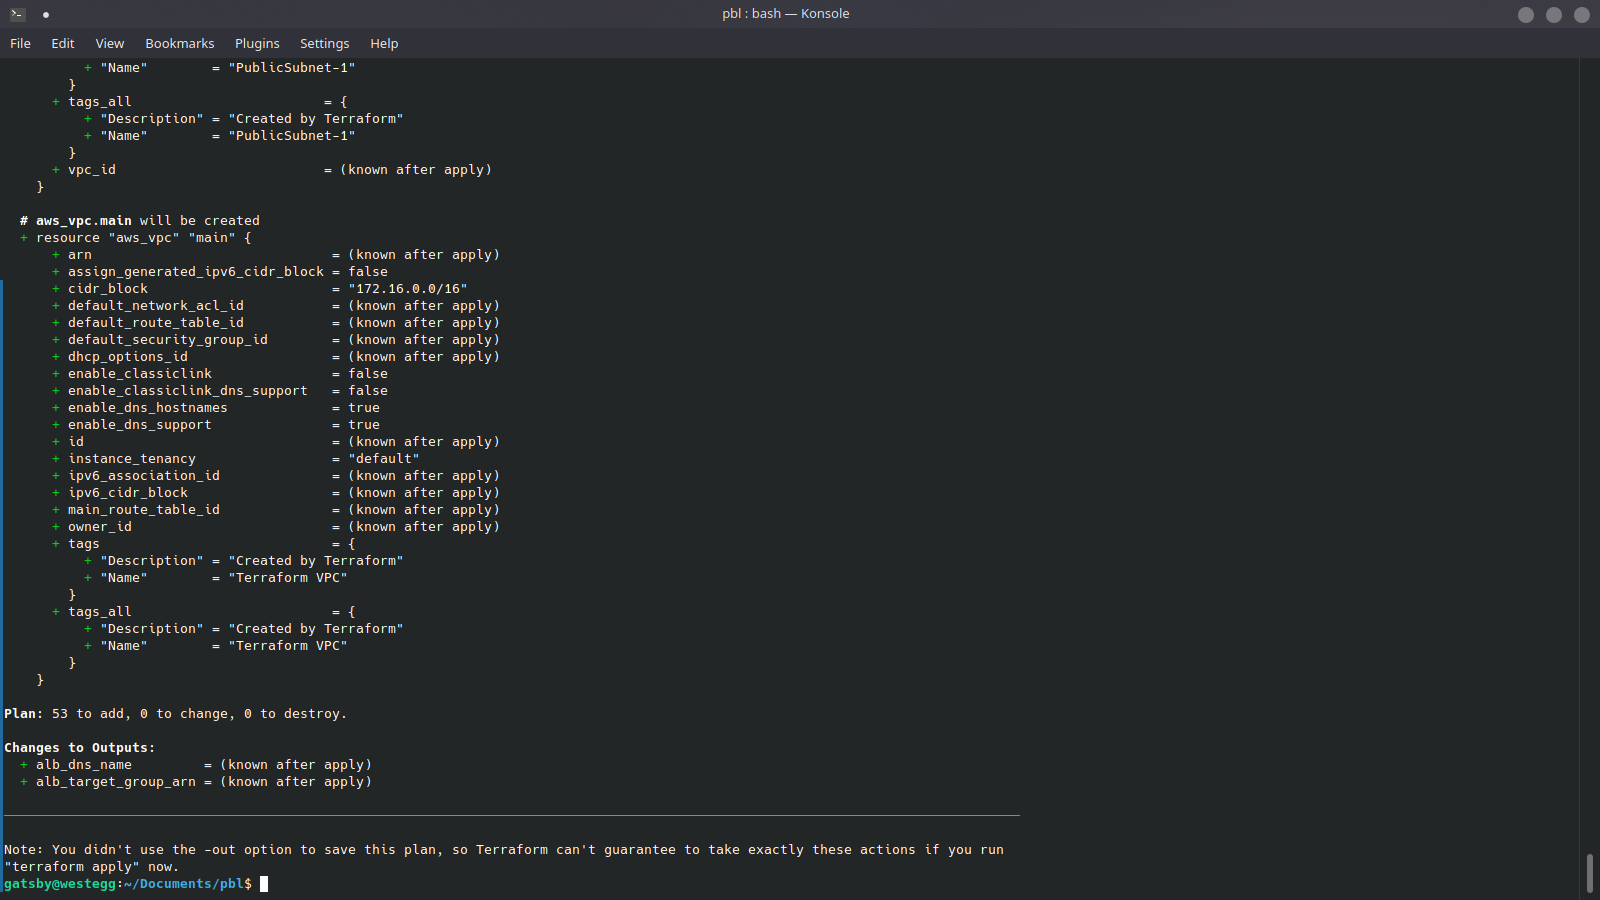 pbl : bash — Konsole
File Edit View Bookmarks Plugins Settings Help
+ "Name"        = "PublicSubnet-1"
}
+ tags_all                        = {
+ "Description" = "Created by Terraform"
+ "Name"        = "PublicSubnet-1"
}
+ vpc_id                          = (known after apply)
}
# aws_vpc.main will be created
+ resource "aws_vpc" "main" {
+ arn                              = (known after apply)
+ assign_generated_ipv6_cidr_block = false
+ cidr_block                       = "172.16.0.0/16"
+ default_network_acl_id           = (known after apply)
+ default_route_table_id           = (known after apply)
+ default_security_group_id        = (known after apply)
+ dhcp_options_id                  = (known after apply)
+ enable_classiclink               = false
+ enable_classiclink_dns_support   = false
+ enable_dns_hostnames             = true
+ enable_dns_support               = true
+ id                               = (known after apply)
+ instance_tenancy                 = "default"
+ ipv6_association_id              = (known after apply)
+ ipv6_cidr_block                  = (known after apply)
+ main_route_table_id              = (known after apply)
+ owner_id                         = (known after apply)
+ tags                             = {
+ "Description" = "Created by Terraform"
+ "Name"        = "Terraform VPC"
}
+ tags_all                         = {
+ "Description" = "Created by Terraform"
+ "Name"        = "Terraform VPC"
}
}
Plan: 53 to add, 0 to change, 0 to destroy.
Changes to Outputs:
+ alb_dns_name         = (known after apply)
+ alb_target_group_arn = (known after apply)
Note: You didn't use the -out option to save this plan, so Terraform can't guarantee to take exactly these actions if you run
"terraform apply" now.
gatsby@westegg:~/Documents/pbl$